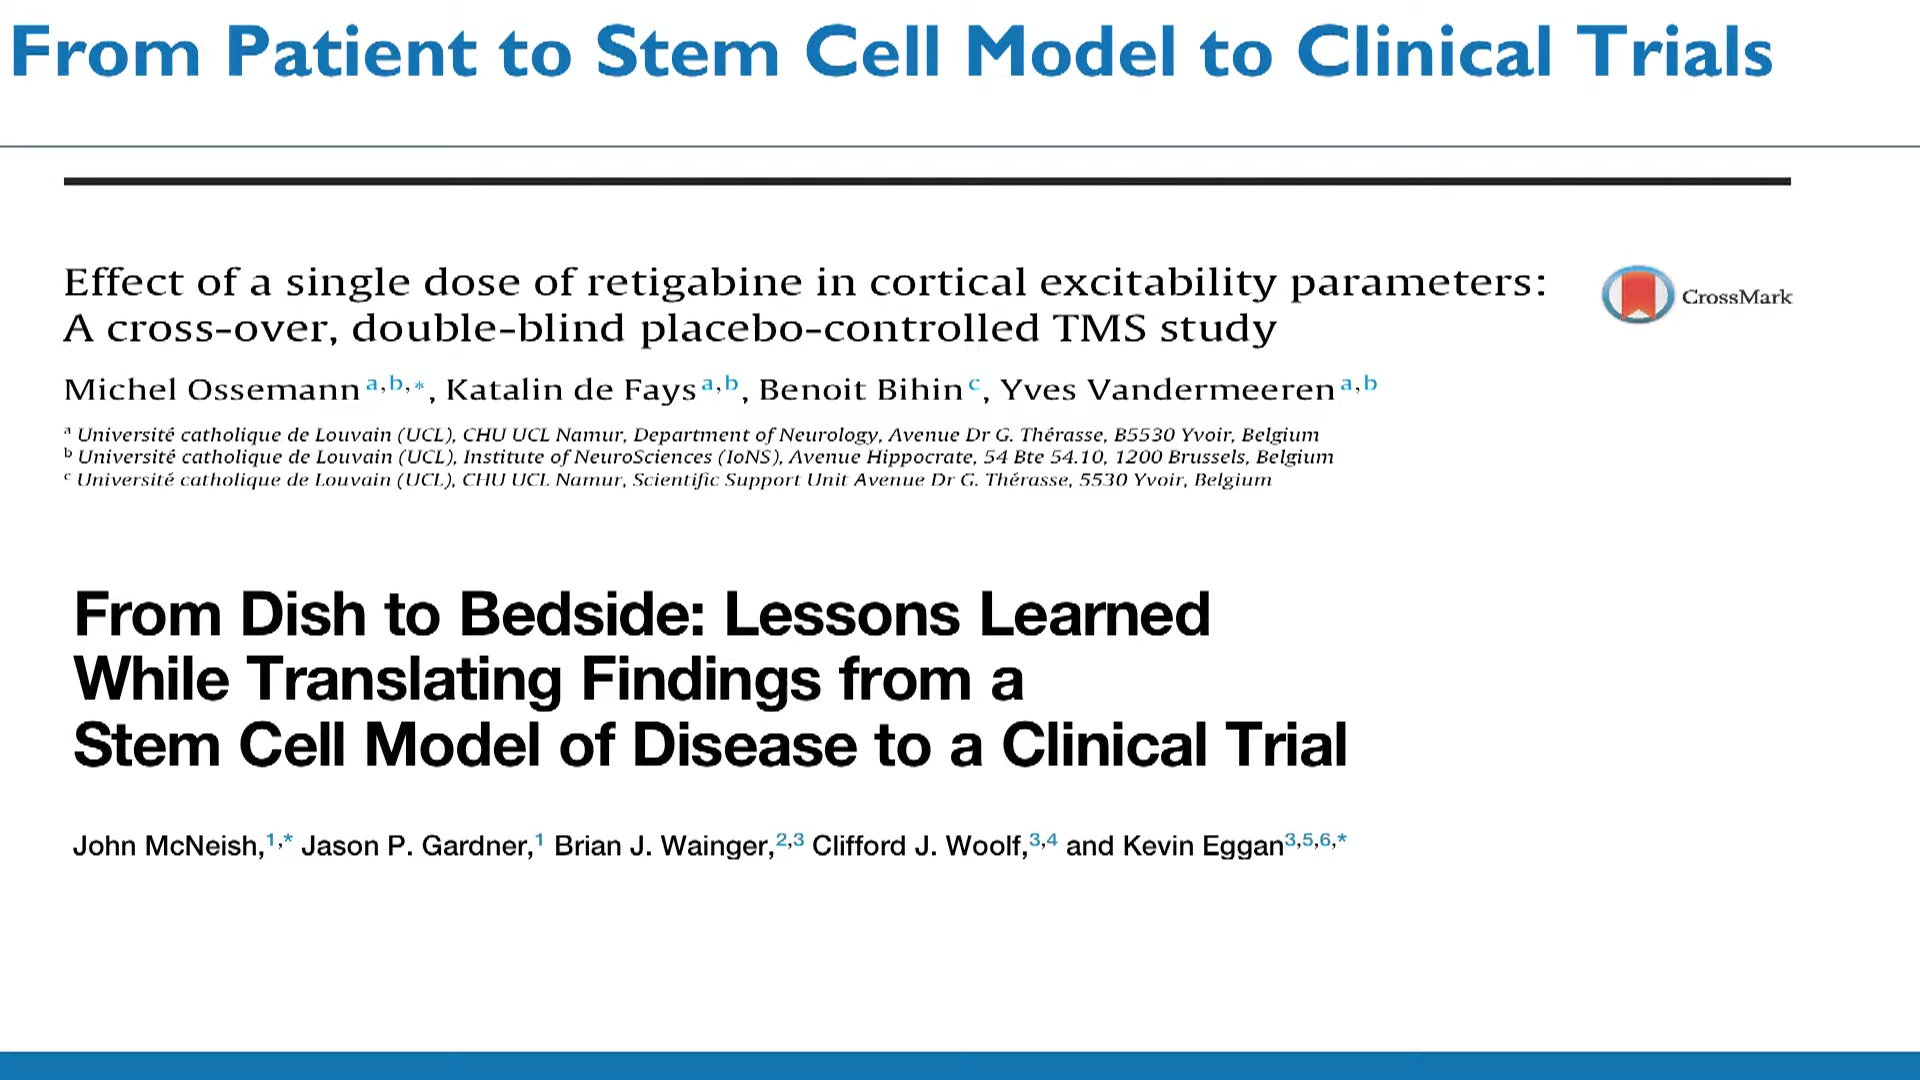 From Patient to Stem Cell Model to Clinical Trials
Effect of a single dose of retigabine in cortical excitability parameters:
A cross-over, double-blind placebo-controlled TMS study
CrossMark
Michel Ossemann a,b,*, Katalin de Fays a,b, Benoit Bihin c, Yves Vandermeeren a,b
a Université catholique de Louvain (UCL), CHU UCL Namur, Department of Neurology, Avenue Dr G. Thérasse, B5530 Yvoir, Belgium
b Université catholique de Louvain (UCL), Institute of NeuroSciences (IoNS), Avenue Hippocrate, 54 Bte 54.10, 1200 Brussels, Belgium
c Université catholique de Louvain (UCL), CHU UCL Namur, Scientific Support Unit Avenue Dr G. Thérasse, 5530 Yvoir, Belgium
From Dish to Bedside: Lessons Learned
While Translating Findings from a
Stem Cell Model of Disease to a Clinical Trial
John McNeish,1,* Jason P. Gardner,1 Brian J. Wainger,2,3 Clifford J. Woolf,3,4 and Kevin Eggan3,5,6,*